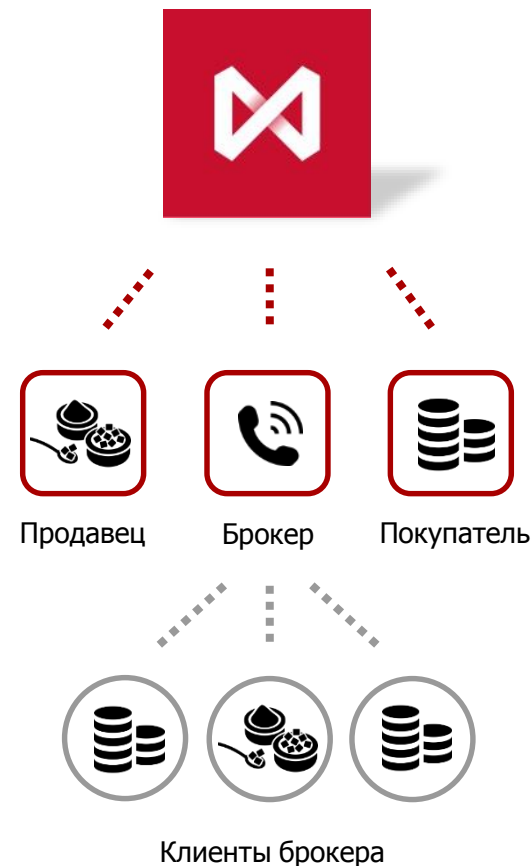 Продавец
Брокер
Покупатель
Клиенты брокера